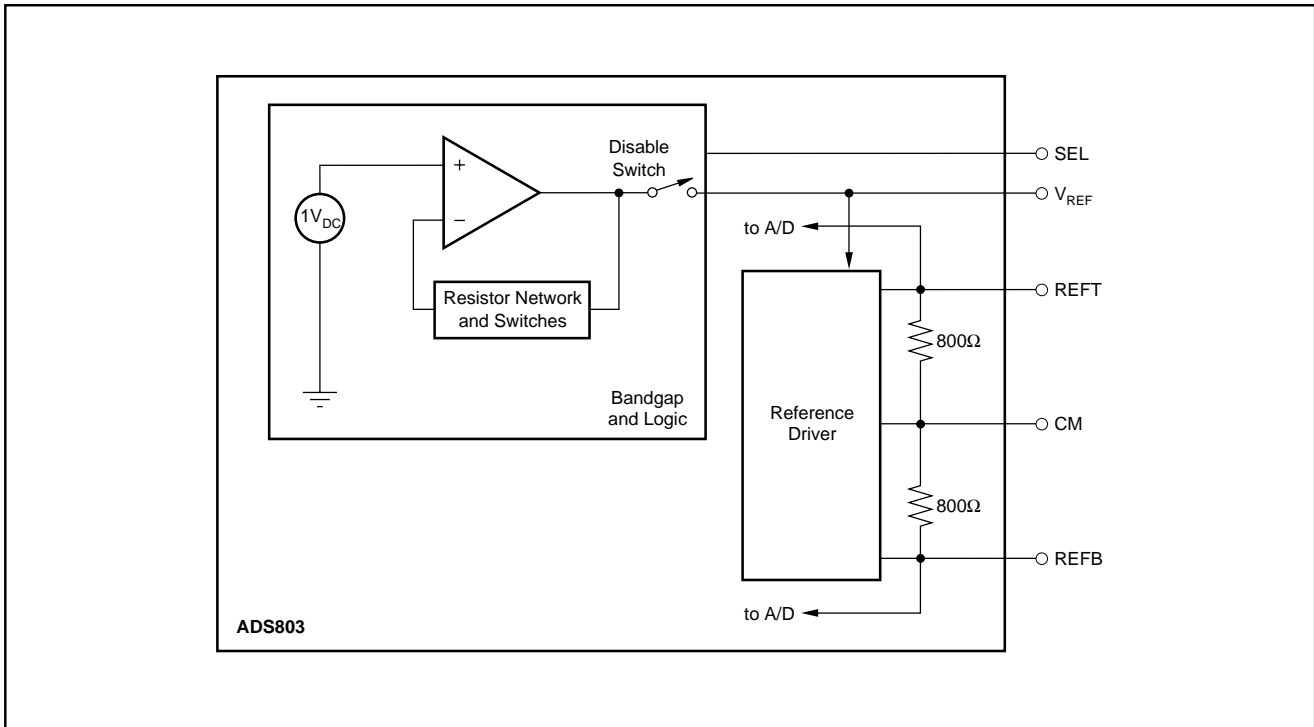 Disable
Switch
SEL
+
1V_DC
V_REF
−
to A/D
REFT
Resistor Network
and Switches
800Ω
Bandgap
and Logic
Reference
Driver
CM
800Ω
REFB
to A/D
ADS803